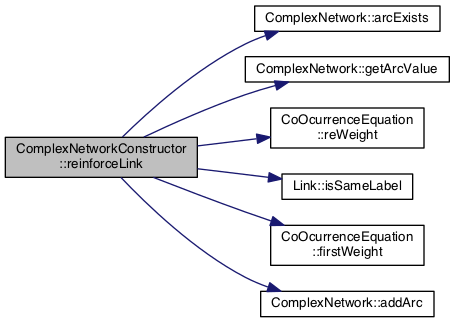 ComplexNetwork::arcExists
ComplexNetwork::getArcValue
CoOcurrenceEquation
::reWeight
ComplexNetworkConstructor
::reinforceLink
Link::isSameLabel
CoOcurrenceEquation
::firstWeight
ComplexNetwork::addArc